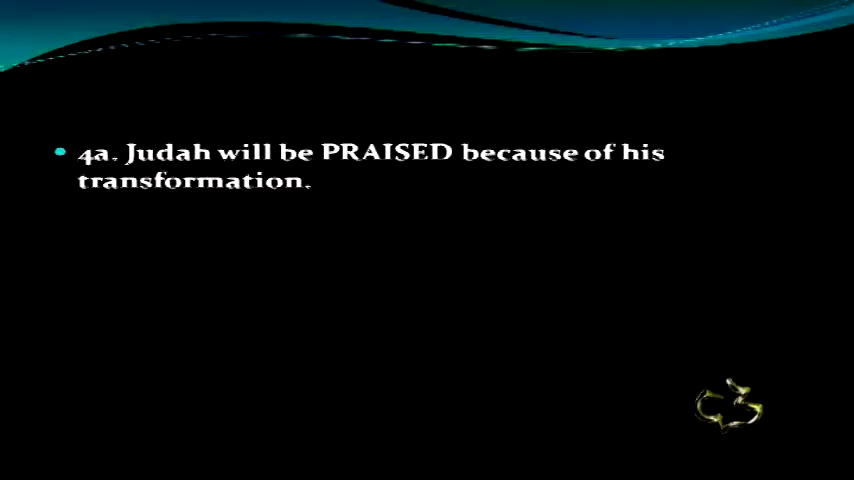 • 4a. Judah will be PRAISED because of his
transformation.